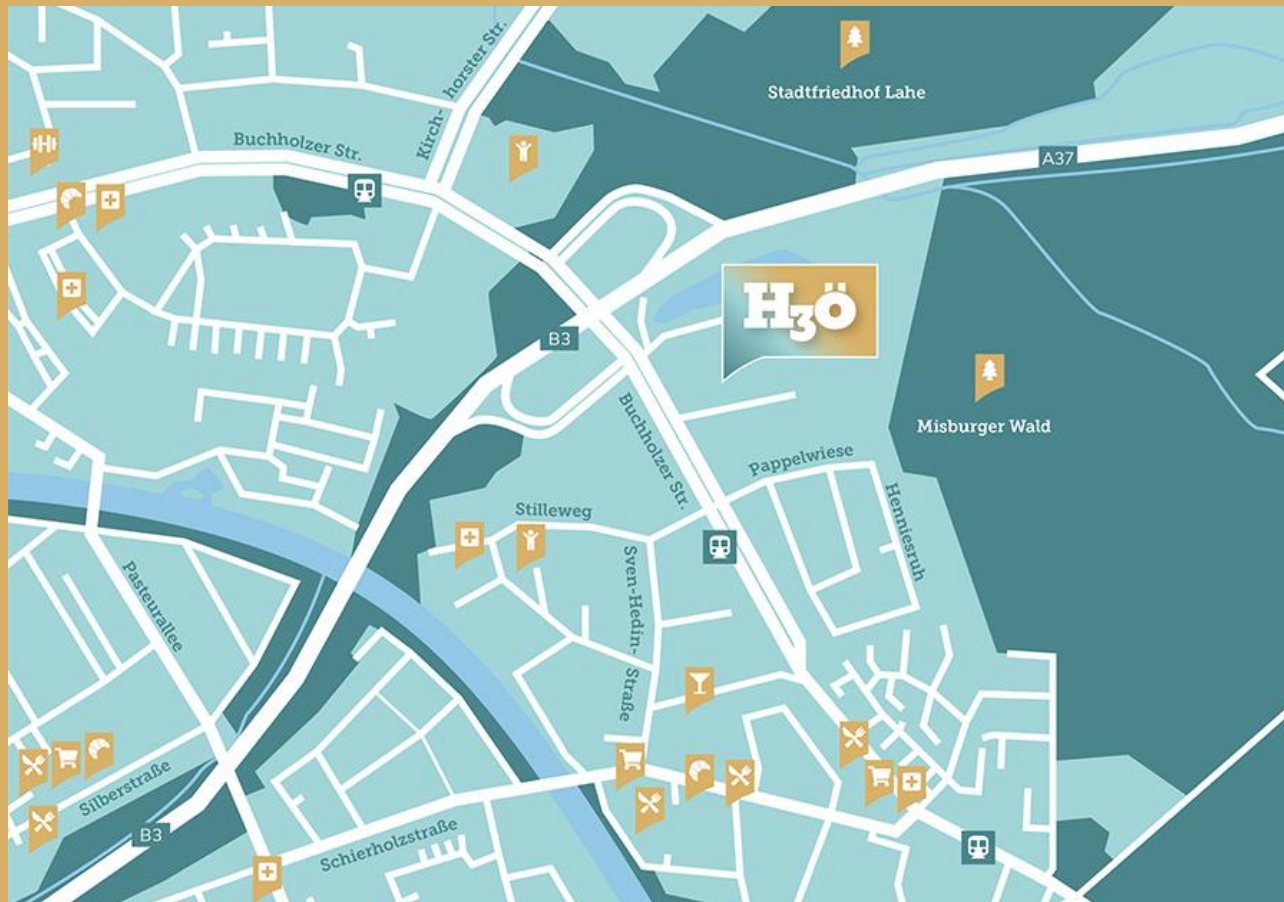 Stadtfriedhof Lahe
Kirch-
horster Str.
Buchholzer Str.
A37
H3Ö
B3
Misburger Wald
Buchholzer Str.
Pappelwiese
Stilleweg
Henniesruh
Sven-Hedin-
Straße
Pasteurallee
Silberstraße
B3
Schierholzstraße
H